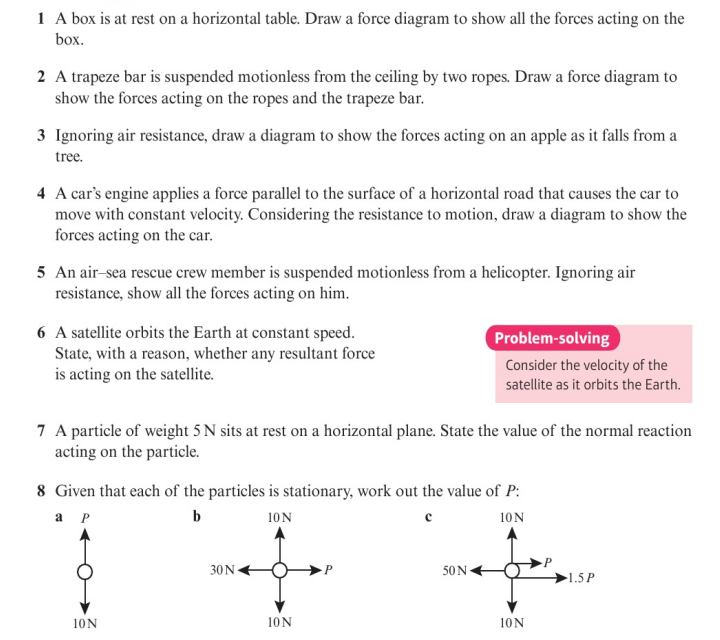 1 A box is at rest on a horizontal table. Draw a force diagram to show all the forces acting on the
box.
2 A trapeze bar is suspended motionless from the ceiling by two ropes. Draw a force diagram to
show the forces acting on the ropes and the trapeze bar.
3 Ignoring air resistance, draw a diagram to show the forces acting on an apple as it falls from a
tree.
4 A car’s engine applies a force parallel to the surface of a horizontal road that causes the car to
move with constant velocity. Considering the resistance to motion, draw a diagram to show the
forces acting on the car.
5 An air–sea rescue crew member is suspended motionless from a helicopter. Ignoring air
resistance, show all the forces acting on him.
6 A satellite orbits the Earth at constant speed.
State, with a reason, whether any resultant force
is acting on the satellite.
Problem-solving
Consider the velocity of the
satellite as it orbits the Earth.
7 A particle of weight 5 N sits at rest on a horizontal plane. State the value of the normal reaction
acting on the particle.
8 Given that each of the particles is stationary, work out the value of P:
a P
10 N
b 10 N
30 N P
10 N
c 10 N
50 N P
1.5 P
10 N